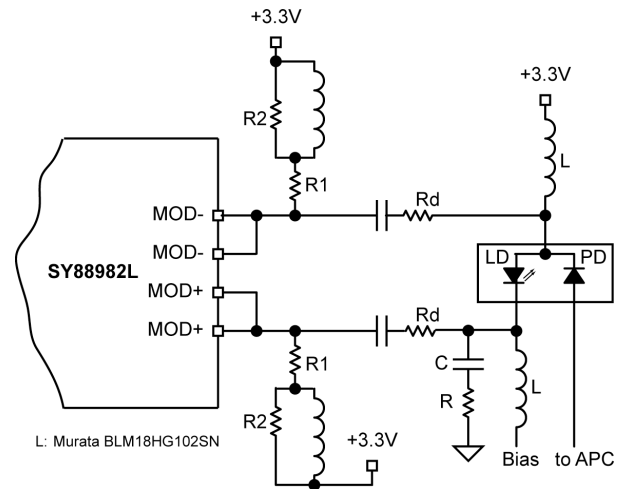 +3.3V
+3.3V
R2
L
R1
Rd
MOD-
MOD-
LD
PD
SY88982L
MOD+
MOD+
Rd
R1
C
L
R2
R
+3.3V
L: Murata BLM18HG102SN
Bias
to APC